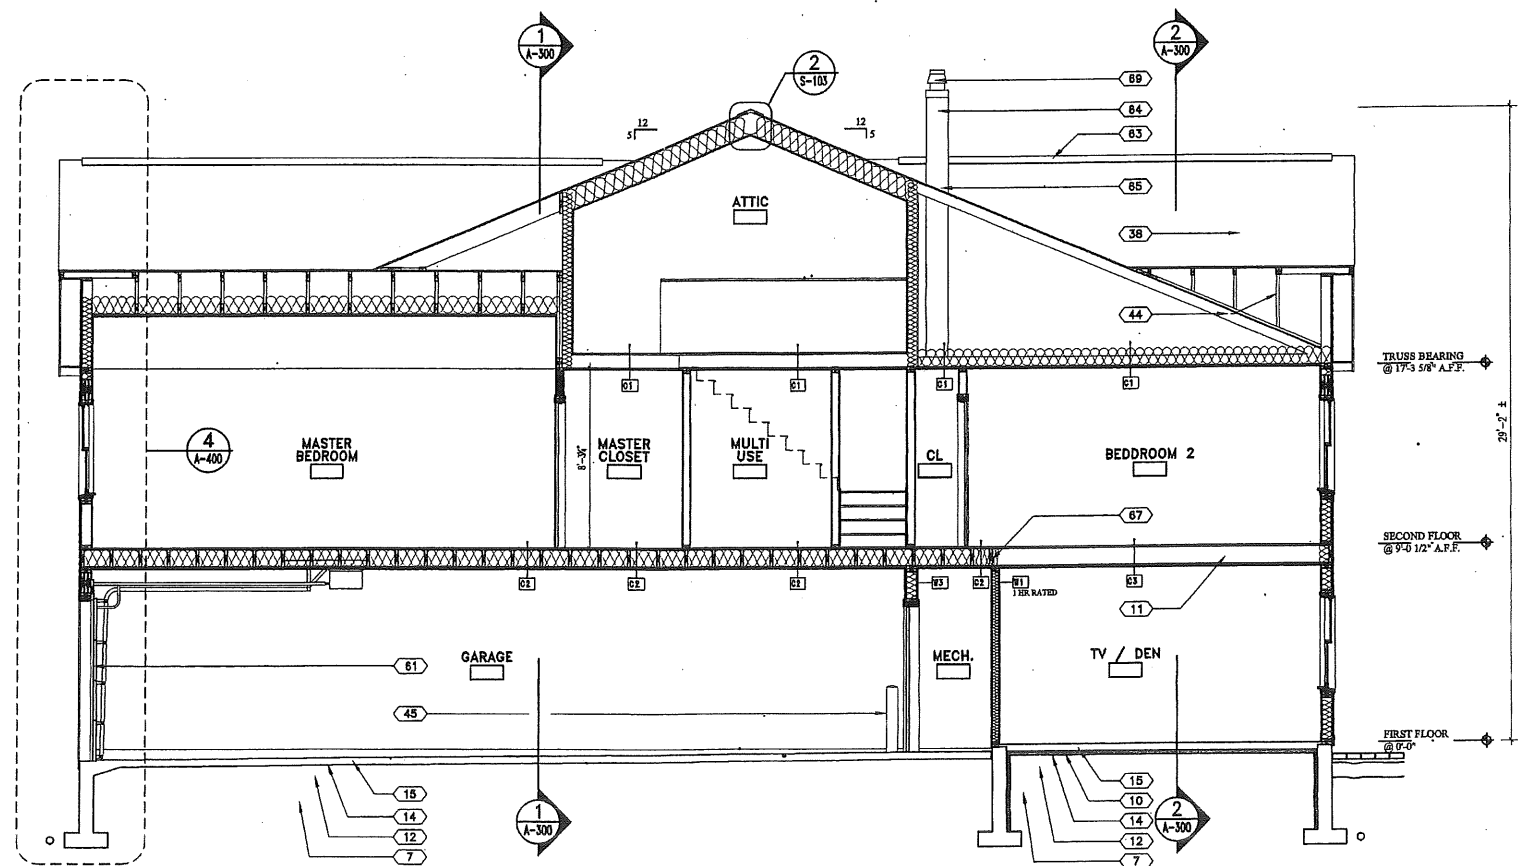 1
A-300
2
A-300
2
S-103
69
64
12
5
12
5
63
65
ATTIC
38
44
TRUSS BEARING
@ 17'-3 5/8" A.F.F.
C1
C1
C1
C1
29'-2" ±
4
A-400
MASTER
BEDROOM
8'-3¾"
MASTER
CLOSET
MULTI
USE
CL
BEDDROOM 2
67
SECOND FLOOR
@ 9'-0 1/2" A.F.F.
C2
C2
C2
W3
C2
W1
1 HR RATED
C3
11
GARAGE
MECH.
TV / DEN
61
45
FIRST FLOOR
@ 0'-0"
15
14
12
7
1
A-300
15
10
14
12
7
2
A-300